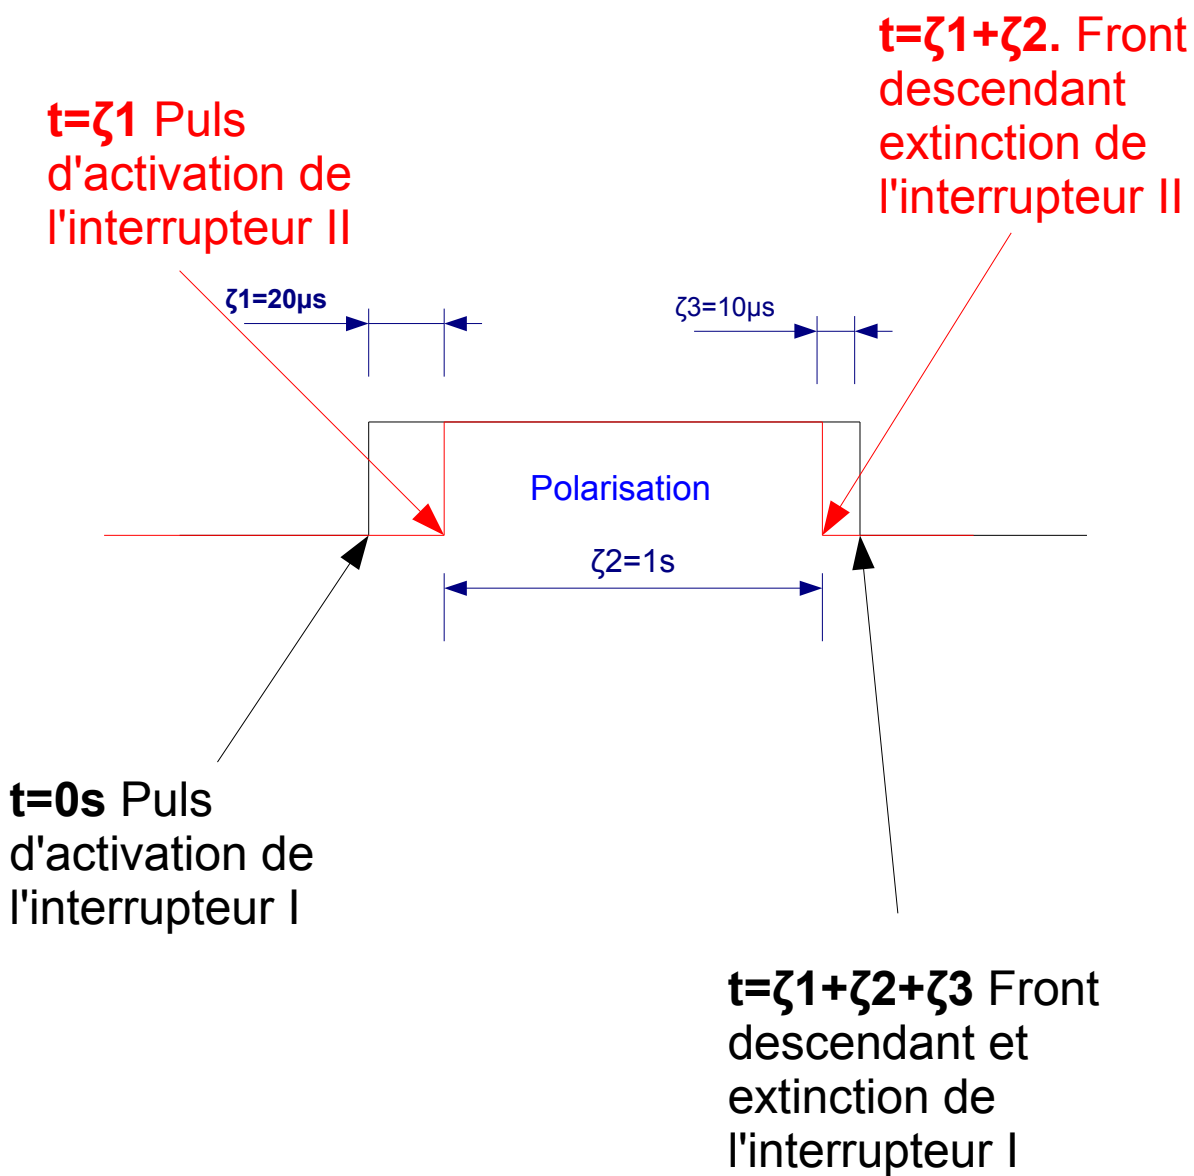 t=ζ1+ζ2. Front
descendant
extinction de
l'interrupteur II
t=ζ1 Puls
d'activation de
l'interrupteur II
ζ1=20µs
ζ3=10µs
Polarisation
ζ2=1s
t=0s Puls
d'activation de
l'interrupteur I
t=ζ1+ζ2+ζ3 Front
descendant et
extinction de
l'interrupteur I